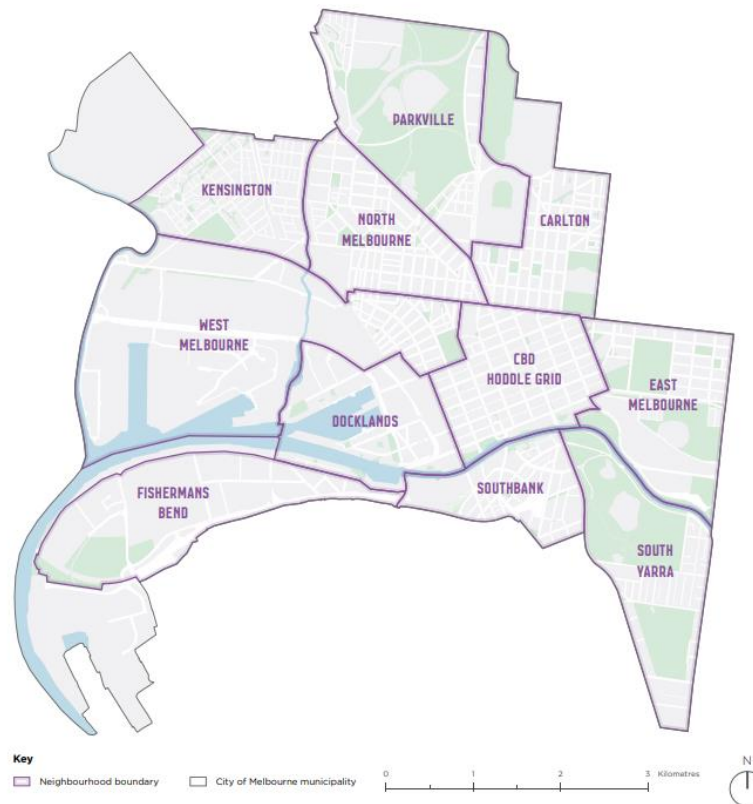 PARKVILLE
KENSINGTON
NORTH
MELBOURNE
CARLTON
WEST
MELBOURNE
CBD
HODDLE GRID
EAST
MELBOURNE
DOCKLANDS
FISHERMANS
BEND
SOUTHBANK
SOUTH
YARRA
Key
Neighbourhood boundary
City of Melbourne municipality
0 1 2 3 Kilometres
N